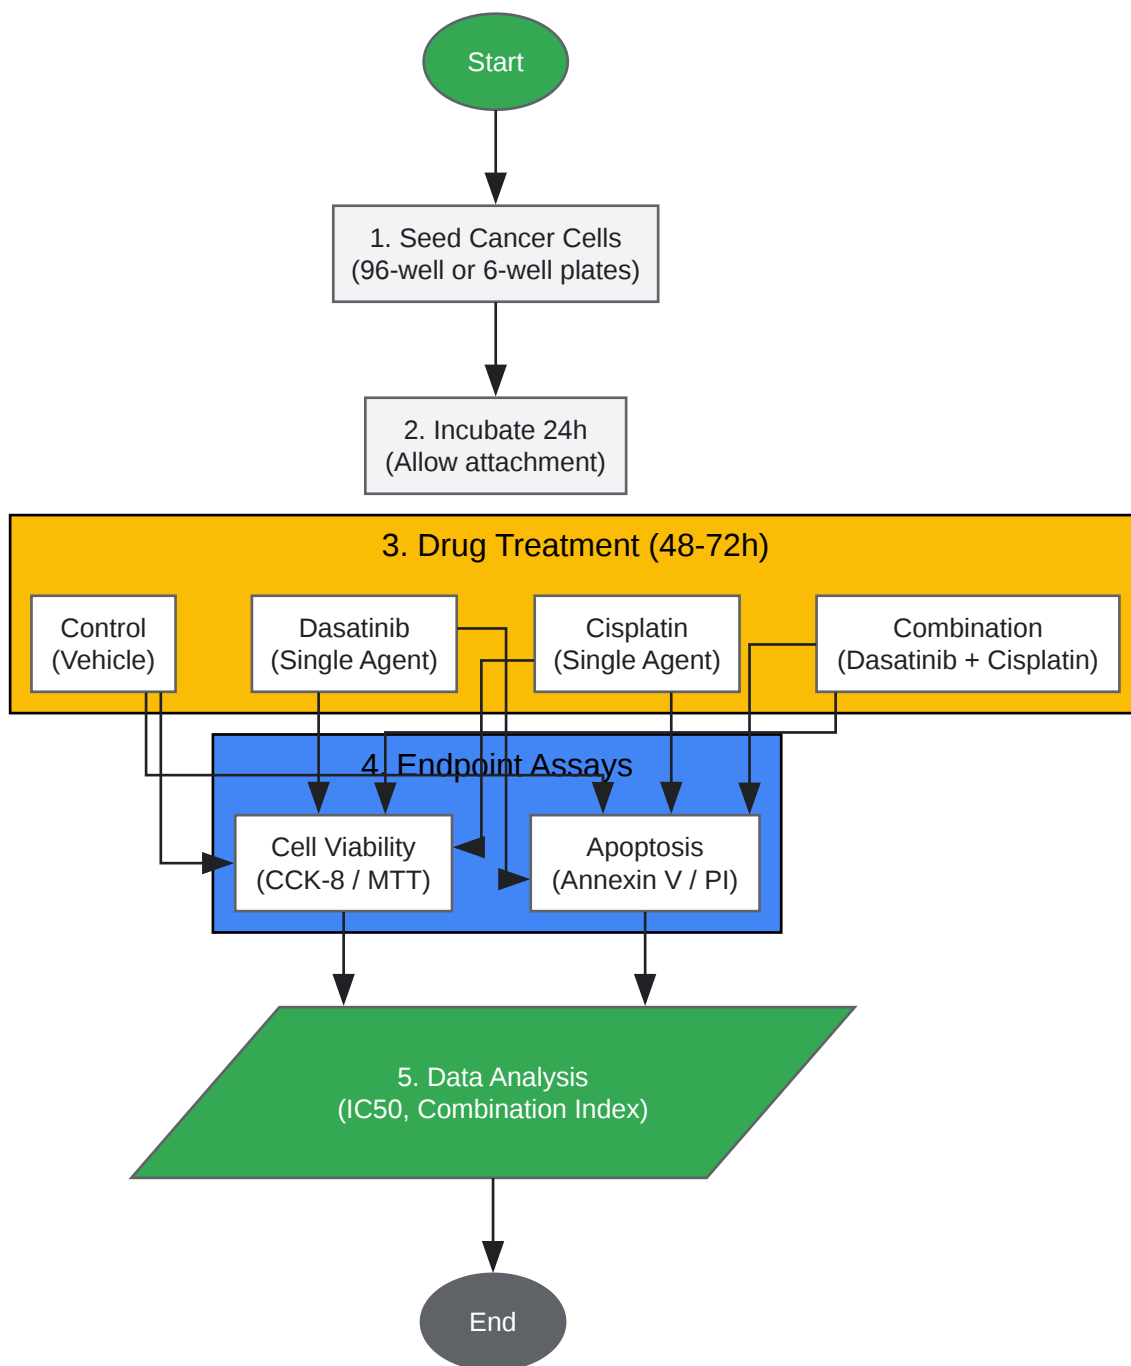 Start
1. Seed Cancer Cells
(96-well or 6-well plates)
2. Incubate 24h
(Allow attachment)
3. Drug Treatment (48-72h)
Control
(Vehicle)
Dasatinib
(Single Agent)
Cisplatin
(Single Agent)
Combination
(Dasatinib + Cisplatin)
4. Endpoint Assays
Cell Viability
(CCK-8 / MTT)
Apoptosis
(Annexin V / PI)
5. Data Analysis
(IC50, Combination Index)
End